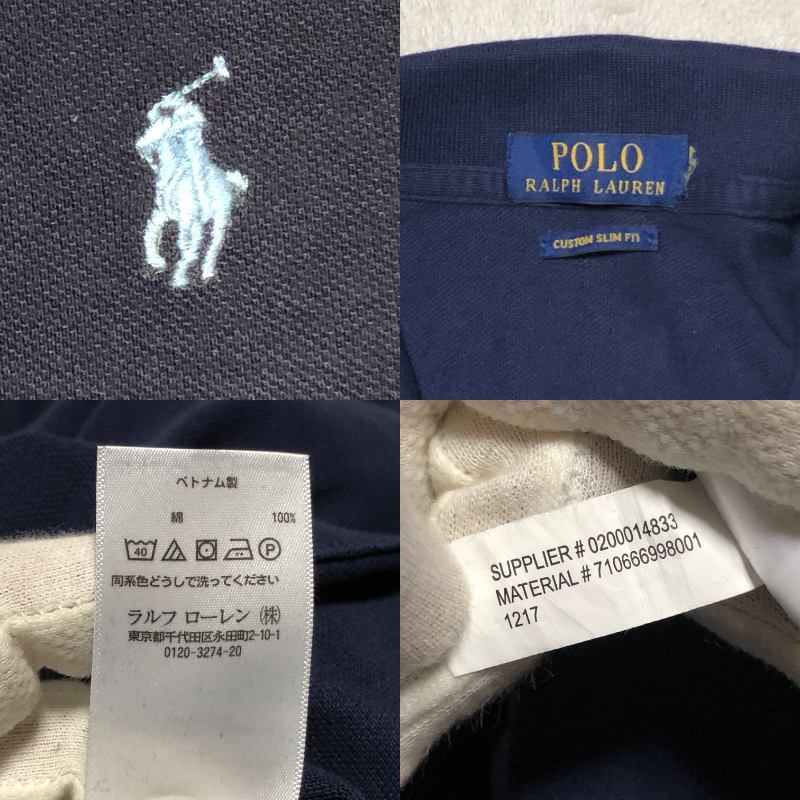 POLO
RALPH LAUREN
CUSTOM SLIM FIT
ベトナム製
綿 100%
40 P
同系色どうしで洗ってください
ラルフ ローレン (株)
東京都千代田区永田町2-10-1
0120-3274-20
SUPPLIER # 0200014833
MATERIAL # 710666998001
1217